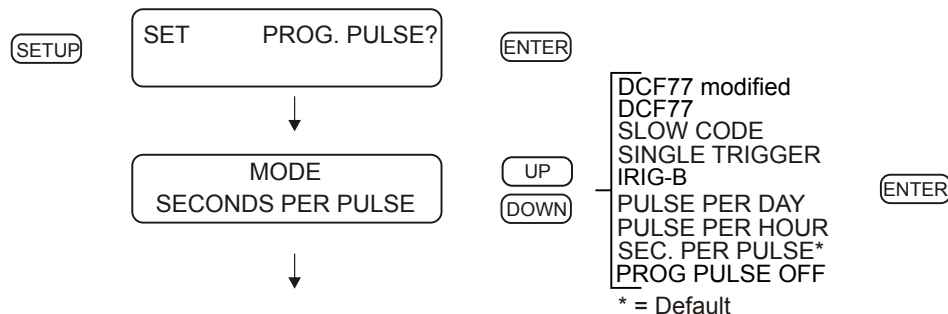 SETUP
SET PROG. PULSE?
ENTER
MODE
SECONDS PER PULSE
UP
DOWN
DCF77 modified
DCF77
SLOW CODE
SINGLE TRIGGER
IRIG-B
PULSE PER DAY
PULSE PER HOUR
SEC. PER PULSE*
PROG PULSE OFF
* = Default
ENTER